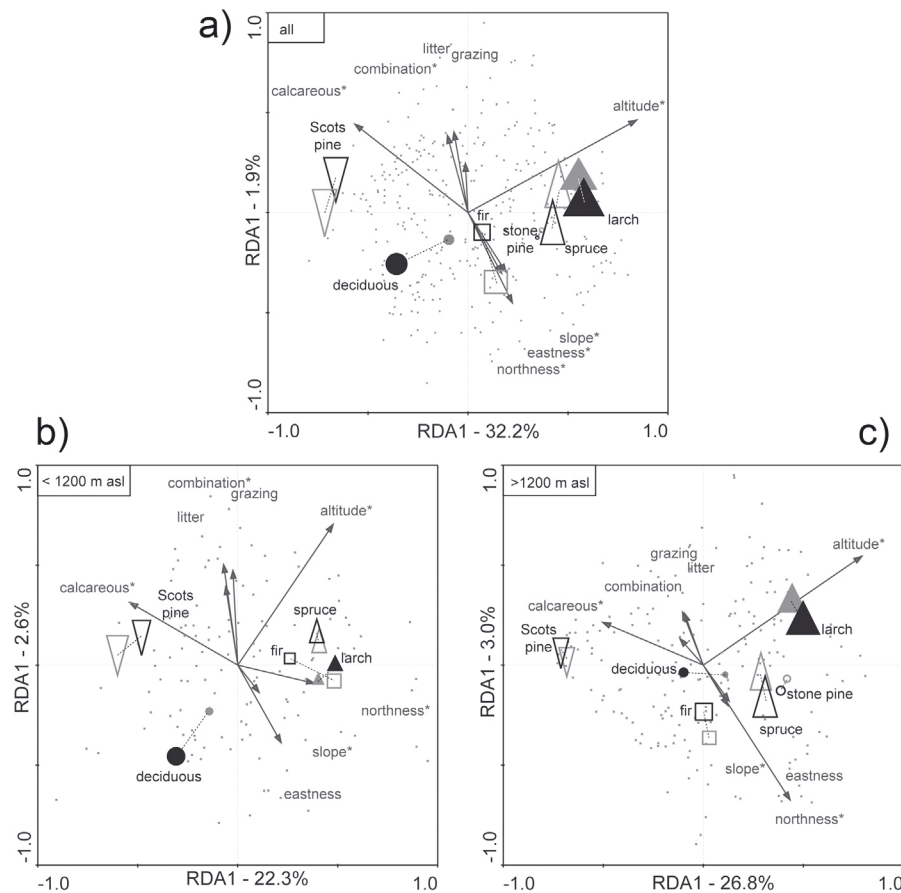 a)
all
1.0
litter
grazing
combination*
calcareous*
altitude*
Scots
pine
RDA1 - 1.9%
fir
stone
pine
spruce
larch
deciduous
slope*
eastness*
northness*
-1.0
-1.0
RDA1 - 32.2%
1.0
b)
< 1200 m asl
1.0
combination*
grazing
litter
altitude*
calcareous*
Scots
pine
spruce
fir
larch
RDA1 - 2.6%
northness*
slope*
deciduous
eastness
-1.0
-1.0
RDA1 - 22.3%
1.0
c)
>1200 m asl
1.0
grazing
litter
altitude*
combination
calcareous*
Scots
pine
larch
RDA1 - 3.0%
deciduous
stone pine
fir
spruce
slope*
eastness
northness*
-1.0
-1.0
RDA1 - 26.8%
1.0